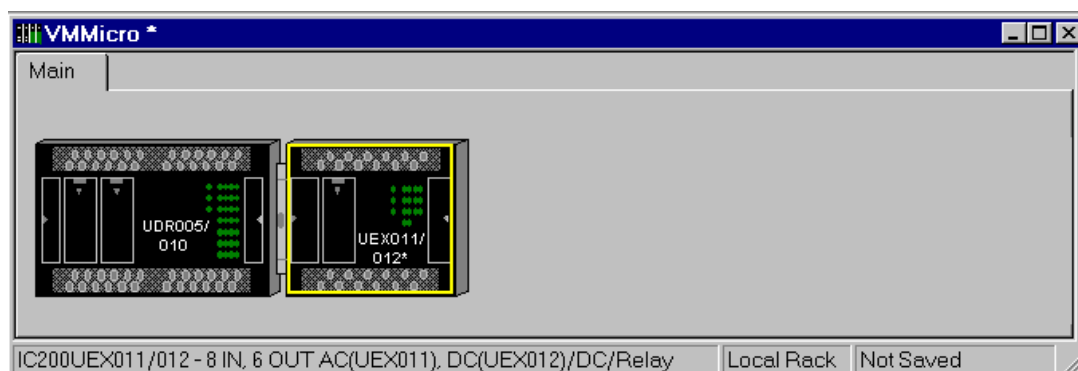 VMMicro *
Main
UDR005/
010
UEX011/
012*
IC200UEX011/012 - 8 IN, 6 OUT AC(UEX011), DC(UEX012)/DC/Relay Local Rack Not Saved